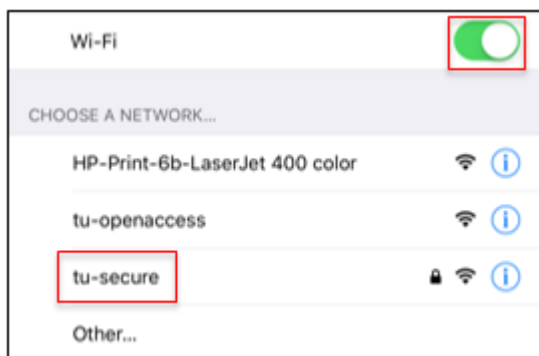 Wi-Fi
CHOOSE A NETWORK...
HP-Print-6b-LaserJet 400 color
tu-openaccess
tu-secure
Other...